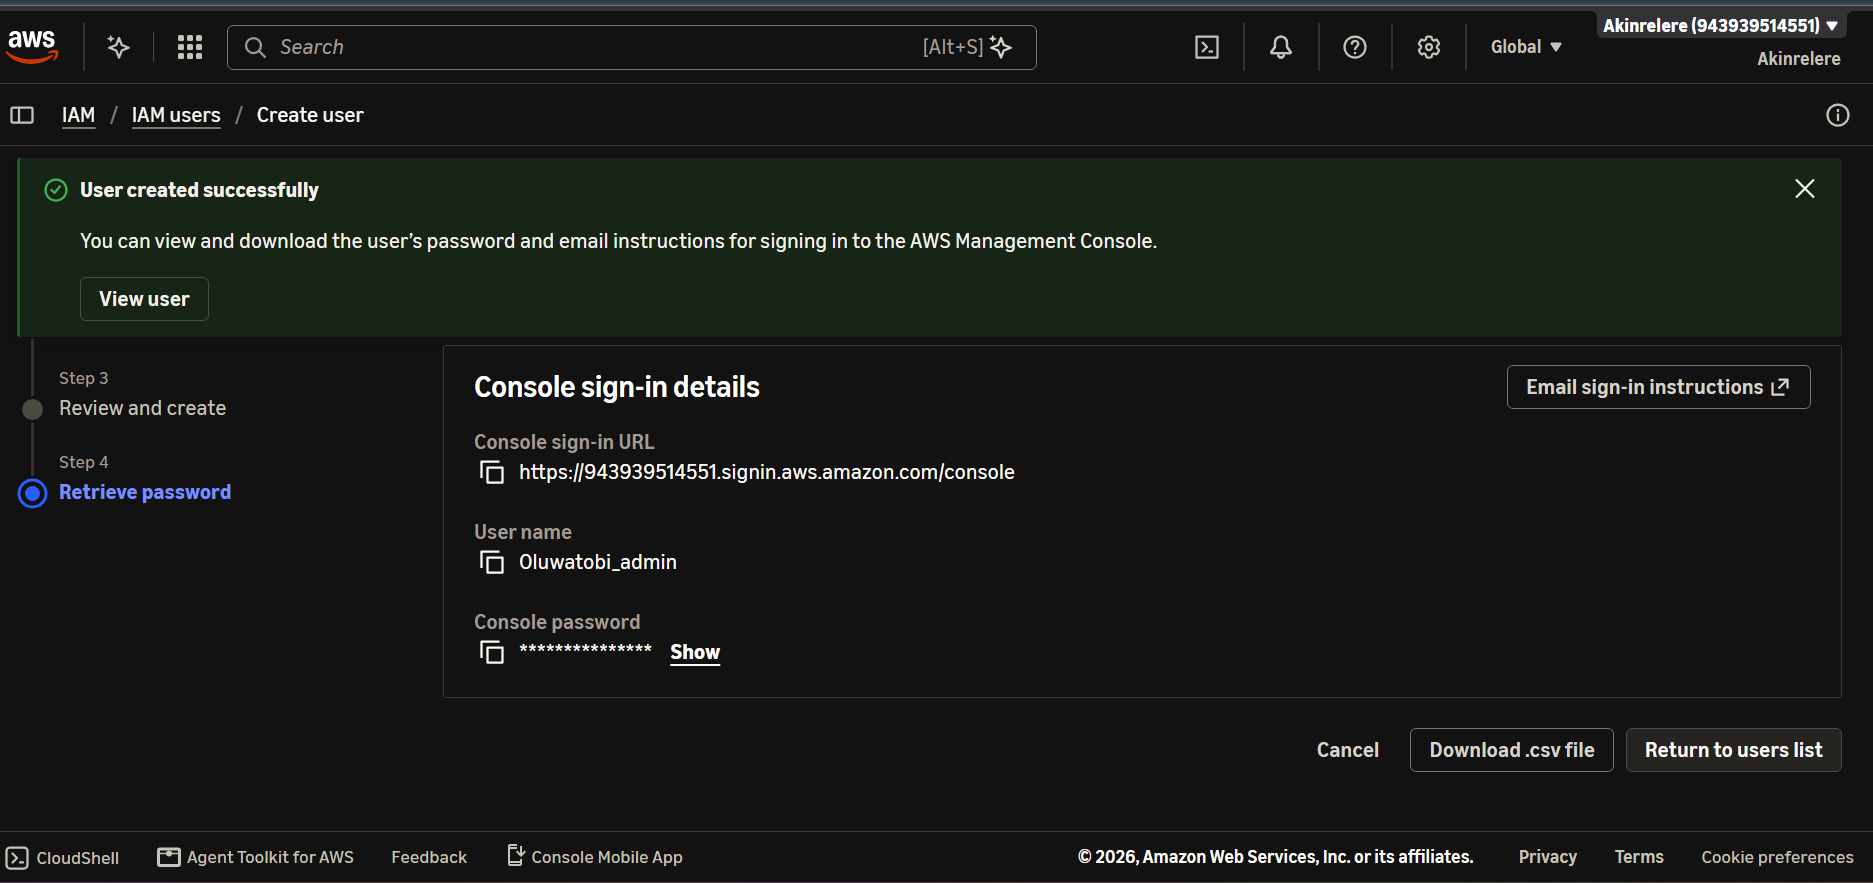 aws
Search
[Alt+S]
Global
Akinrelere (943939514551)
Akinrelere
IAM / IAM users / Create user
User created successfully
You can view and download the user’s password and email instructions for signing in to the AWS Management Console.
View user
Step 3
Review and create
Step 4
Retrieve password
Console sign-in details
Email sign-in instructions
Console sign-in URL
https://943939514551.signin.aws.amazon.com/console
User name
Oluwatobi_admin
Console password
*************** Show
Cancel
Download .csv file
Return to users list
CloudShell
Agent Toolkit for AWS
Feedback
Console Mobile App
© 2026, Amazon Web Services, Inc. or its affiliates.
Privacy
Terms
Cookie preferences